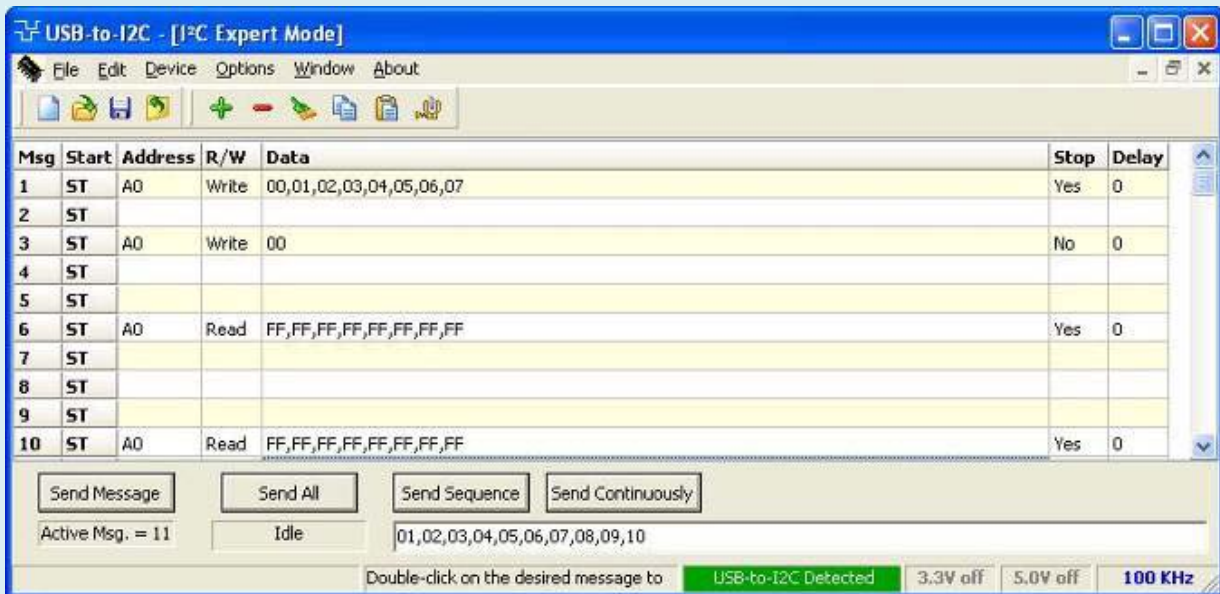 USB-to-I2C - [I²C Expert Mode]
File Edit Device Options Window About
Msg Start Address R/W Data Stop Delay
1 ST A0 Write 00,01,02,03,04,05,06,07 Yes 0
2 ST
3 ST A0 Write 00 No 0
4 ST
5 ST
6 ST A0 Read FF,FF,FF,FF,FF,FF,FF,FF Yes 0
7 ST
8 ST
9 ST
10 ST A0 Read FF,FF,FF,FF,FF,FF,FF,FF Yes 0
Send Message Send All Send Sequence Send Continuously
Active Msg. = 11 Idle 01,02,03,04,05,06,07,08,09,10
Double-click on the desired message to USB-to-I2C Detected 3.3V off 5.0V off 100 KHz